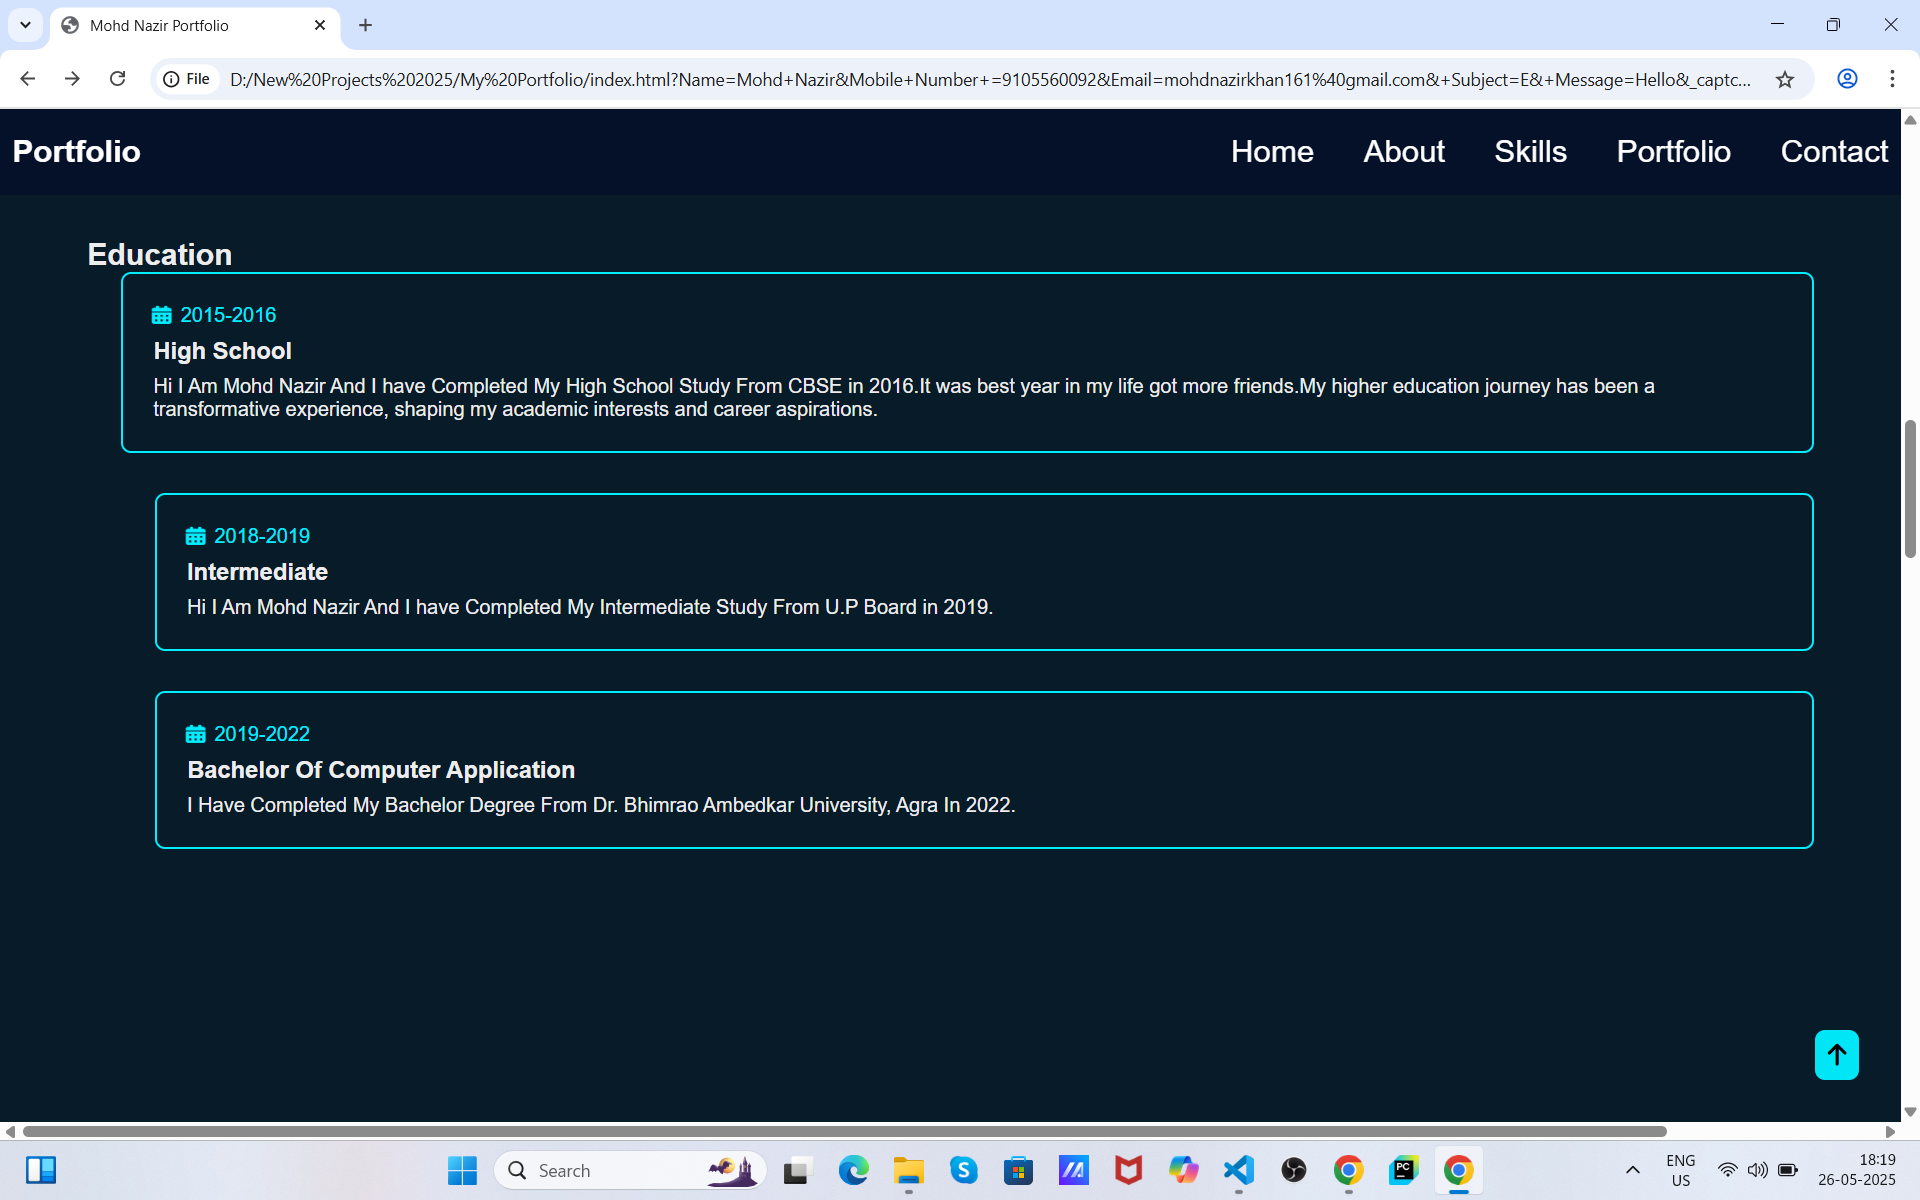 Mohd Nazir Portfolio
File D:/New%20Projects%202025/My%20Portfolio/index.html?Name=Mohd+Nazir&Mobile+Number+=9105560092&Email=mohdnazirkhan161%40gmail.com&+Subject=E&+Message=Hello&_captc...
Portfolio Home About Skills Portfolio Contact
Education
2015-2016
High School
Hi I Am Mohd Nazir And I have Completed My High School Study From CBSE in 2016.It was best year in my life got more friends.My higher education journey has been a
transformative experience, shaping my academic interests and career aspirations.
2018-2019
Intermediate
Hi I Am Mohd Nazir And I have Completed My Intermediate Study From U.P Board in 2019.
2019-2022
Bachelor Of Computer Application
I Have Completed My Bachelor Degree From Dr. Bhimrao Ambedkar University, Agra In 2022.
Search
PC
ENG
US
18:19
26-05-2025